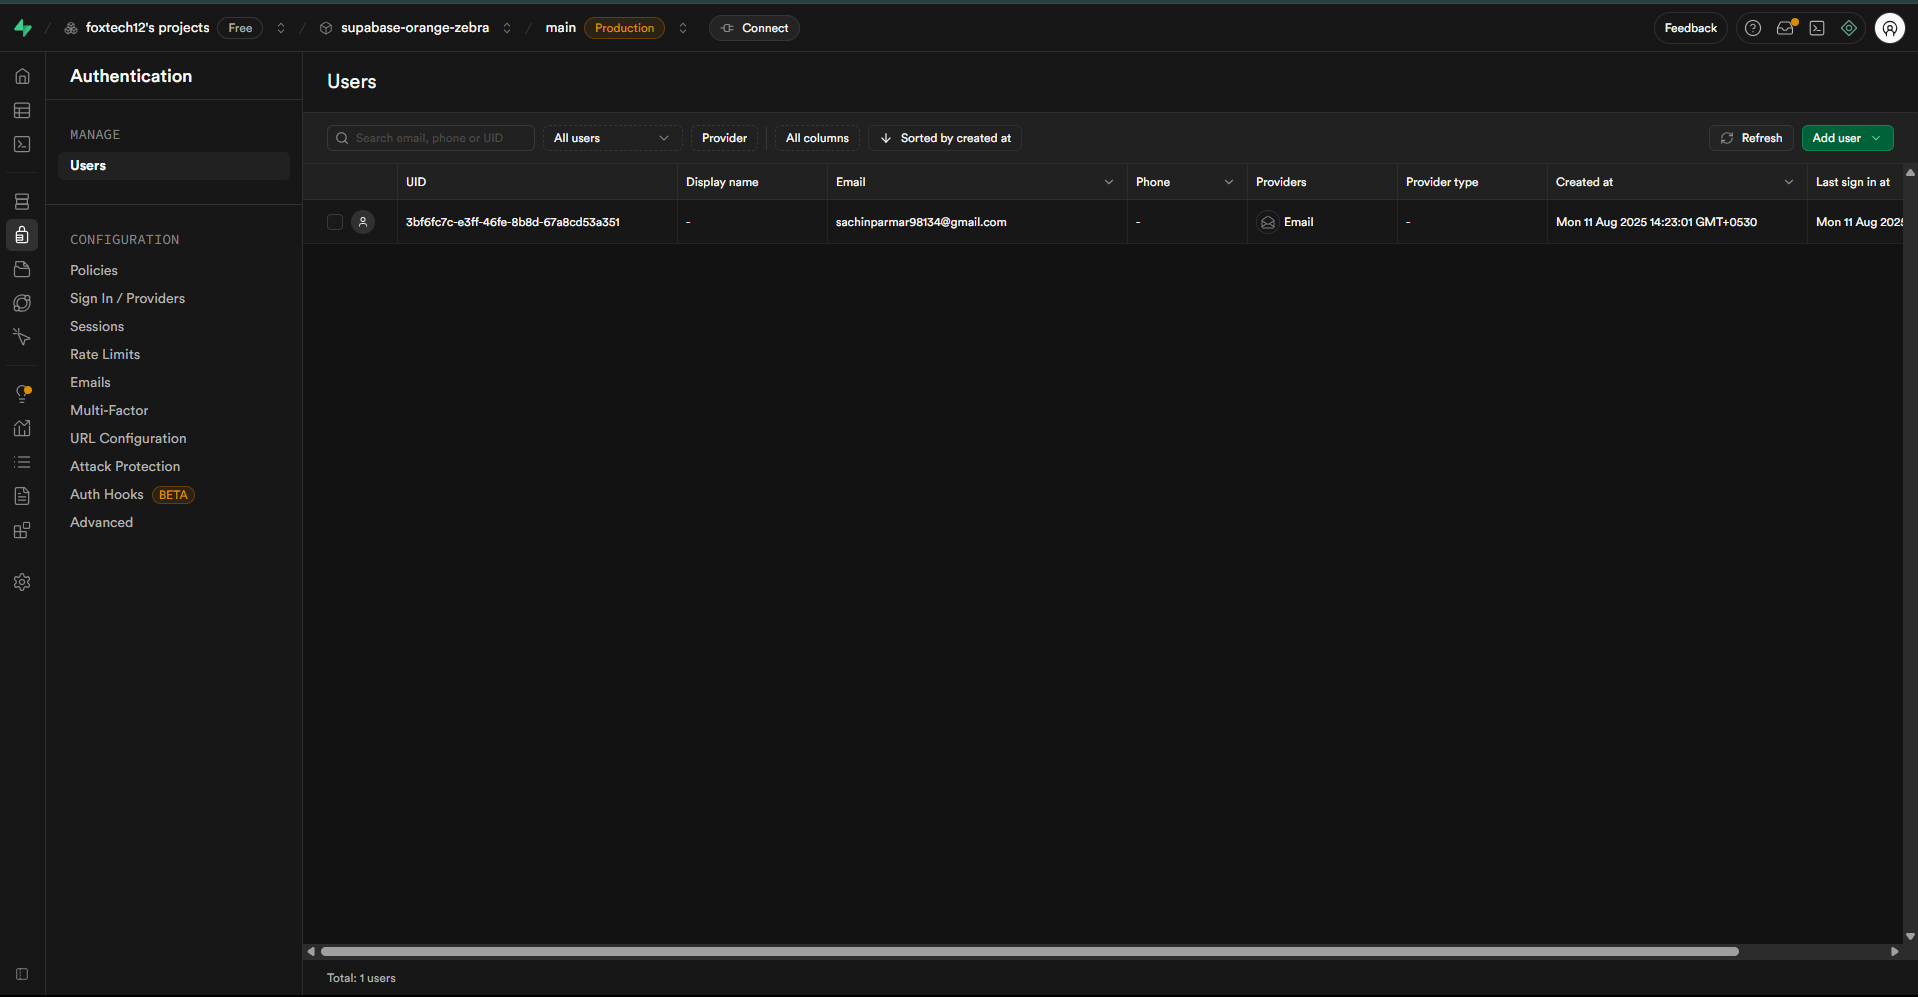 foxtech12's projects Free supabase-orange-zebra main Production Connect Feedback
Authentication
MANAGE
Users
CONFIGURATION
Policies
Sign In / Providers
Sessions
Rate Limits
Emails
Multi-Factor
URL Configuration
Attack Protection
Auth Hooks BETA
Advanced
Users
Search email, phone or UID All users Provider All columns Sorted by created at Refresh Add user
UID Display name Email Phone Providers Provider type Created at Last sign in at
3bf6fc7c-e3ff-46fe-8b8d-67a8cd53a351 - sachinparmar98134@gmail.com - Email - Mon 11 Aug 2025 14:23:01 GMT+0530 Mon 11 Aug 2025
Total: 1 users